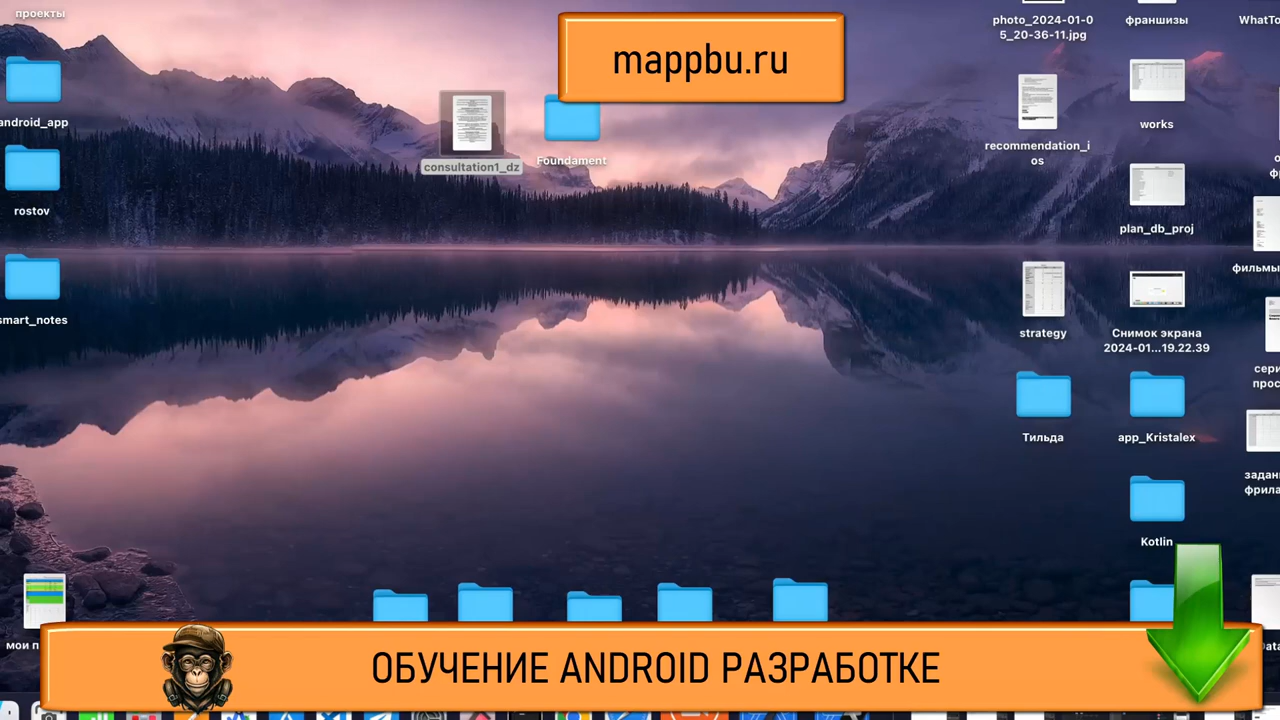 проекты
photo_2024-01-0
5_20-36-11.jpg
франшизы
mappbu.ru
android_app
consultation1_dz
Foundament
works
recommendation_i
os
rostov
plan_db_proj
фильмы
smart_notes
strategy
Снимок экрана
2024-01...19.22.39
Тильда
app_Kristalex
Kotlin
мои п
ОБУЧЕНИЕ ANDROID РАЗРАБОТКЕ